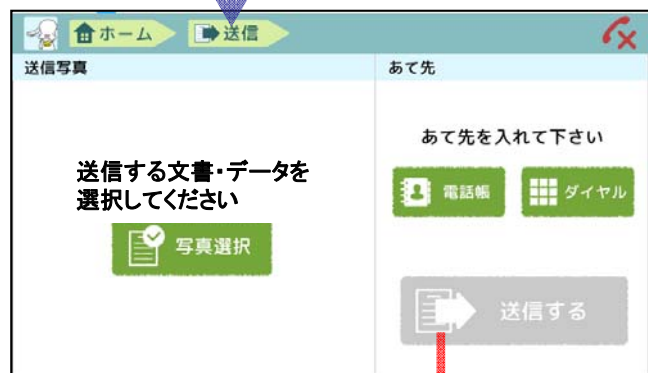 ホーム 送信
送信写真
あて先
送信する文書・データを
選択してください
写真選択
あて先を入れて下さい
電話帳 ダイヤル
送信する